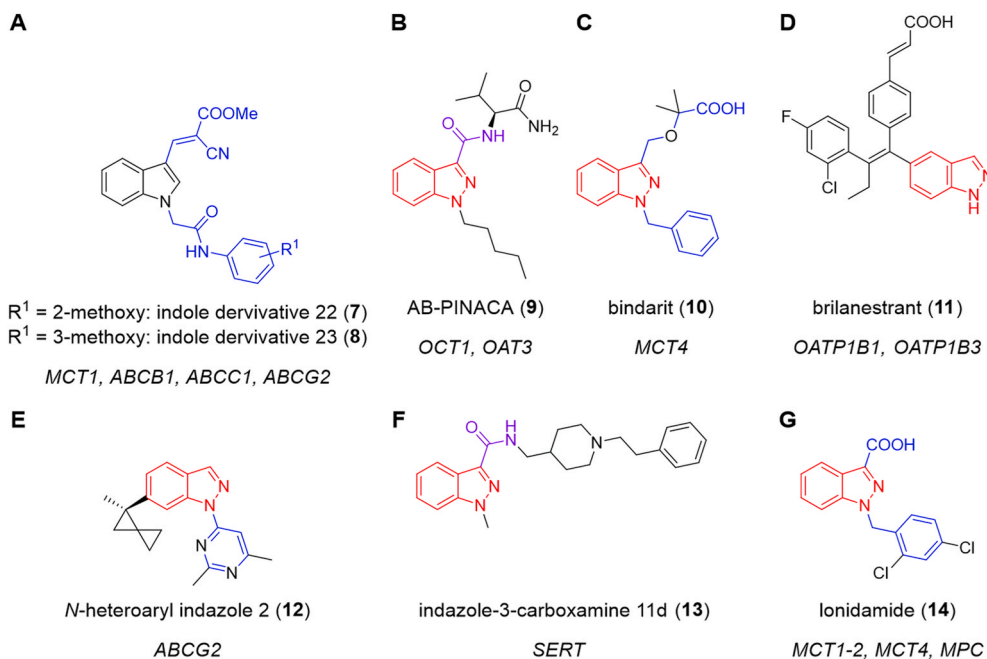 A
COOMe
CN
N
O
N
H
R¹
R¹ = 2-methoxy: indole dervivative 22 (7)
R¹ = 3-methoxy: indole dervivative 23 (8)
MCT1, ABCB1, ABCC1, ABCG2
B
O
NH₂
O
NH
N
N
AB-PINACA (9)
OCT1, OAT3
C
COOH
O
N
N
bindarit (10)
MCT4
D
COOH
F
Cl
N
N
H
brilanestrant (11)
OATP1B1, OATP1B3
E
N
N
N
N
N-heteroaryl indazole 2 (12)
ABCG2
F
O
H
N
N
N
N
indazole-3-carboxamine 11d (13)
SERT
G
COOH
N
N
Cl
Cl
lonidamide (14)
MCT1-2, MCT4, MPC